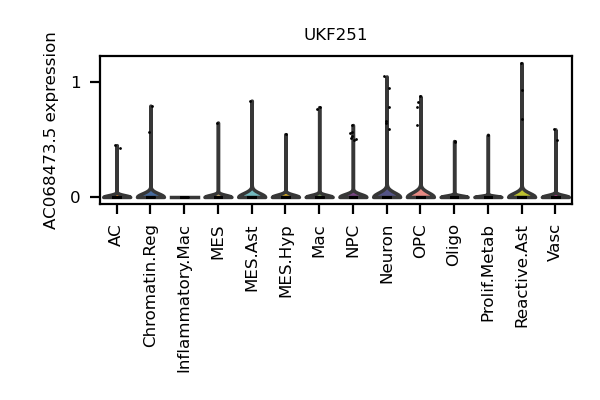 UKF251
AC068473.5 expression
1
0
AC
Chromatin.Reg
Inflammatory.Mac
MES
MES.Ast
MES.Hyp
Mac
NPC
Neuron
OPC
Oligo
Prolif.Metab
Reactive.Ast
Vasc